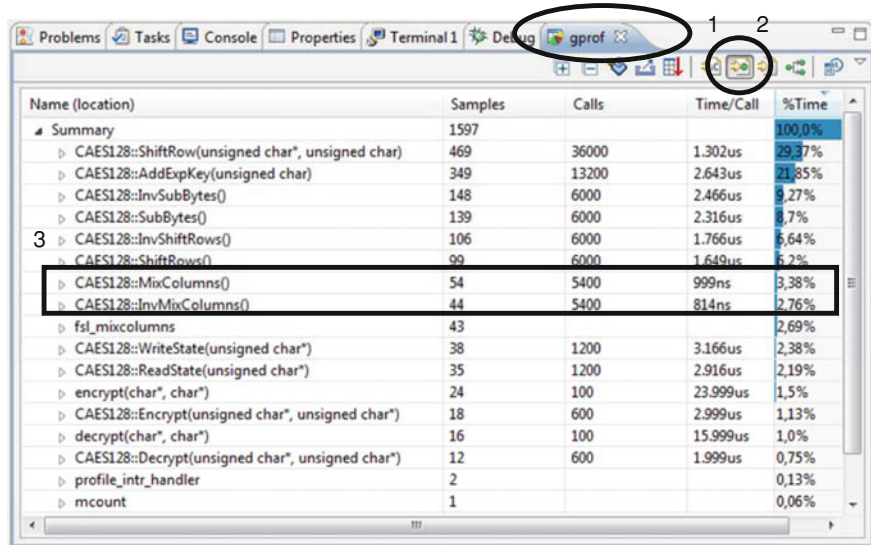 1 2
Problems Tasks Console Properties Terminal 1 Debug gprof
Name (location) Samples Calls Time/Call %Time
Summary 1597 100,0%
CAES128::ShiftRow(unsigned char*, unsigned char) 469 36000 1.302us 29,37%
CAES128::AddExpKey(unsigned char) 349 13200 2.643us 21,85%
CAES128::InvSubBytes() 148 6000 2.466us 9,27%
CAES128::SubBytes() 139 6000 2.316us 8,7%
3 CAES128::InvShiftRows() 106 6000 1.766us 6,64%
CAES128::ShiftRows() 99 6000 1.649us 6,2%
CAES128::MixColumns() 54 5400 999ns 3,38%
CAES128::InvMixColumns() 44 5400 814ns 2,76%
fsl_mixcolumns 43 2,69%
CAES128::WriteState(unsigned char*) 38 1200 3.166us 2,38%
CAES128::ReadState(unsigned char*) 35 1200 2.916us 2,19%
encrypt(char*, char*) 24 100 23.999us 1,5%
CAES128::Encrypt(unsigned char*, unsigned char*) 18 600 2.999us 1,13%
decrypt(char*, char*) 16 100 15.999us 1,0%
CAES128::Decrypt(unsigned char*, unsigned char*) 12 600 1.999us 0,75%
profile_intr_handler 2 0,13%
mcount 1 0,06%